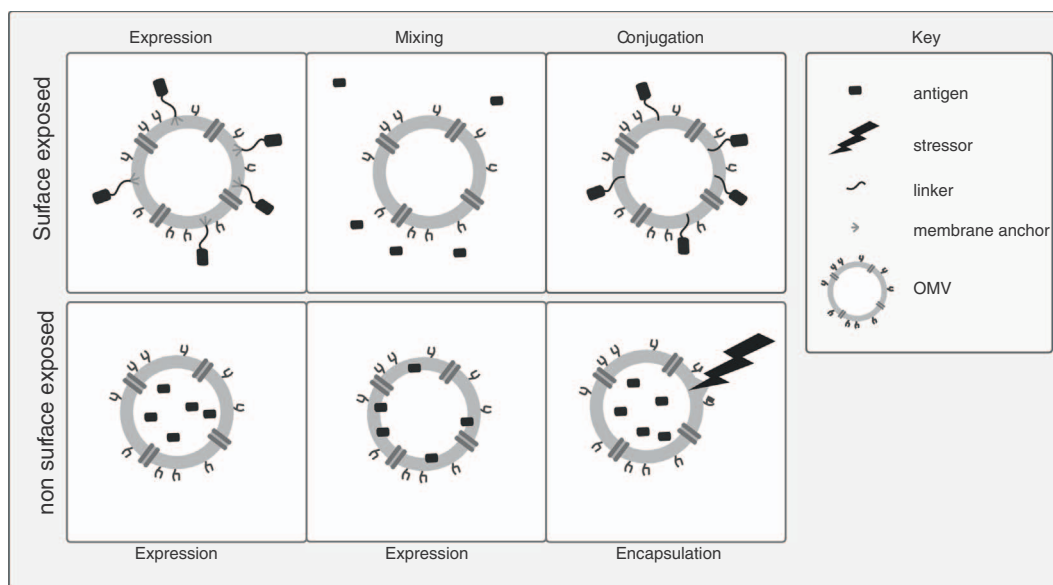 Expression
Mixing
Conjugation
Key
Surface exposed
antigen
stressor
linker
membrane anchor
OMV
non surface exposed
Expression
Expression
Encapsulation